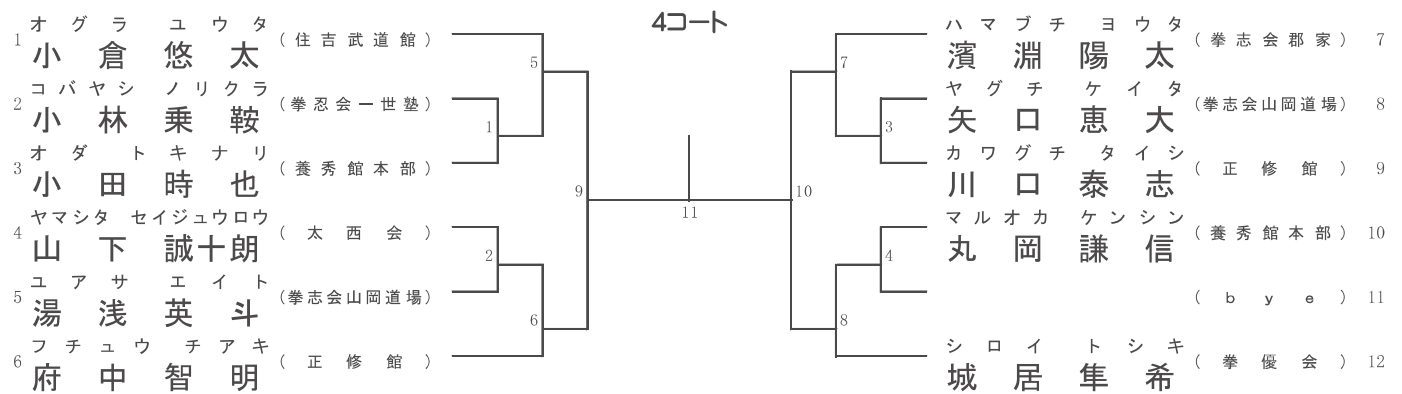 4コート
オグラ ユウタ
1 小倉悠太 (住吉武道館)
コバヤシ ノリクラ
2 小林乗鞍 (拳忍会一世塾)
オダ トキナリ
3 小田時也 (養秀館本部)
ヤマシタ セイジュウロウ
4 山下誠十朗 (太西会)
ユアサ エイト
5 湯浅英斗 (拳志会山岡道場)
フチュウ チアキ
6 府中智明 (正修館)
5
1
9
2
6
11
7
3
10
4
8
ハマブチ ヨウタ
濱淵陽太 (拳志会郡家) 7
ヤグチ ケイタ
矢口恵大 (拳志会山岡道場) 8
カワグチ タイシ
川口泰志 (正修館) 9
マルオカ ケンシン
丸岡謙信 (養秀館本部) 10
(bye) 11
シロイ トシキ
城居隼希 (拳優会) 12